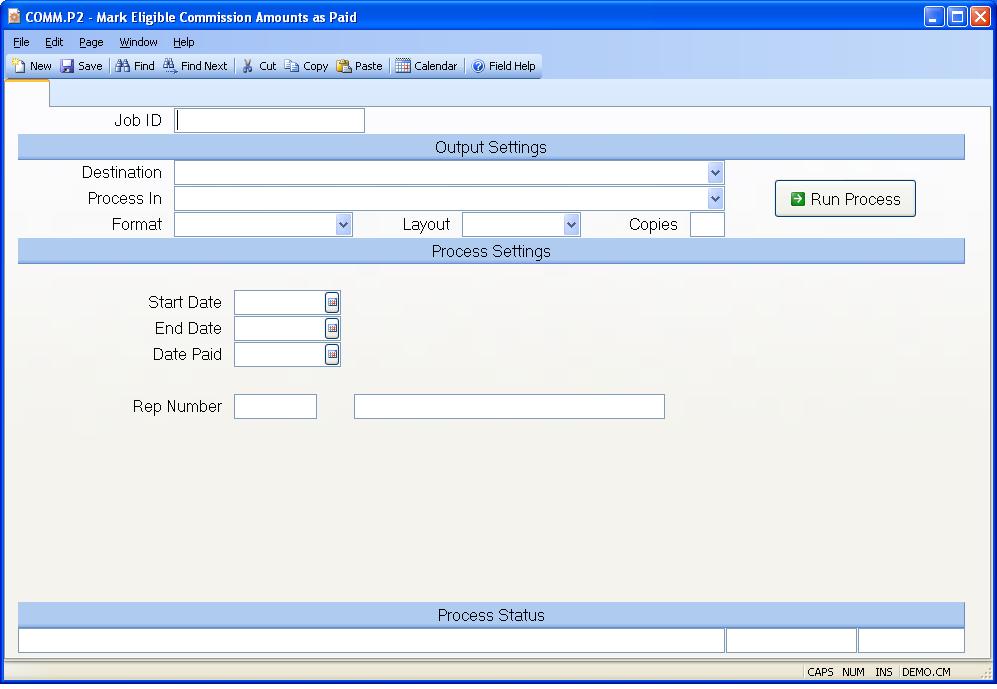 COMM.P2 - Mark Eligible Commission Amounts as Paid
File Edit Page Window Help
New Save Find Find Next Cut Copy Paste Calendar Field Help
Job ID
Output Settings
Destination
Process In
Run Process
Format Layout Copies
Process Settings
Start Date
End Date
Date Paid
Rep Number
Process Status
CAPS NUM INS DEMO.CM